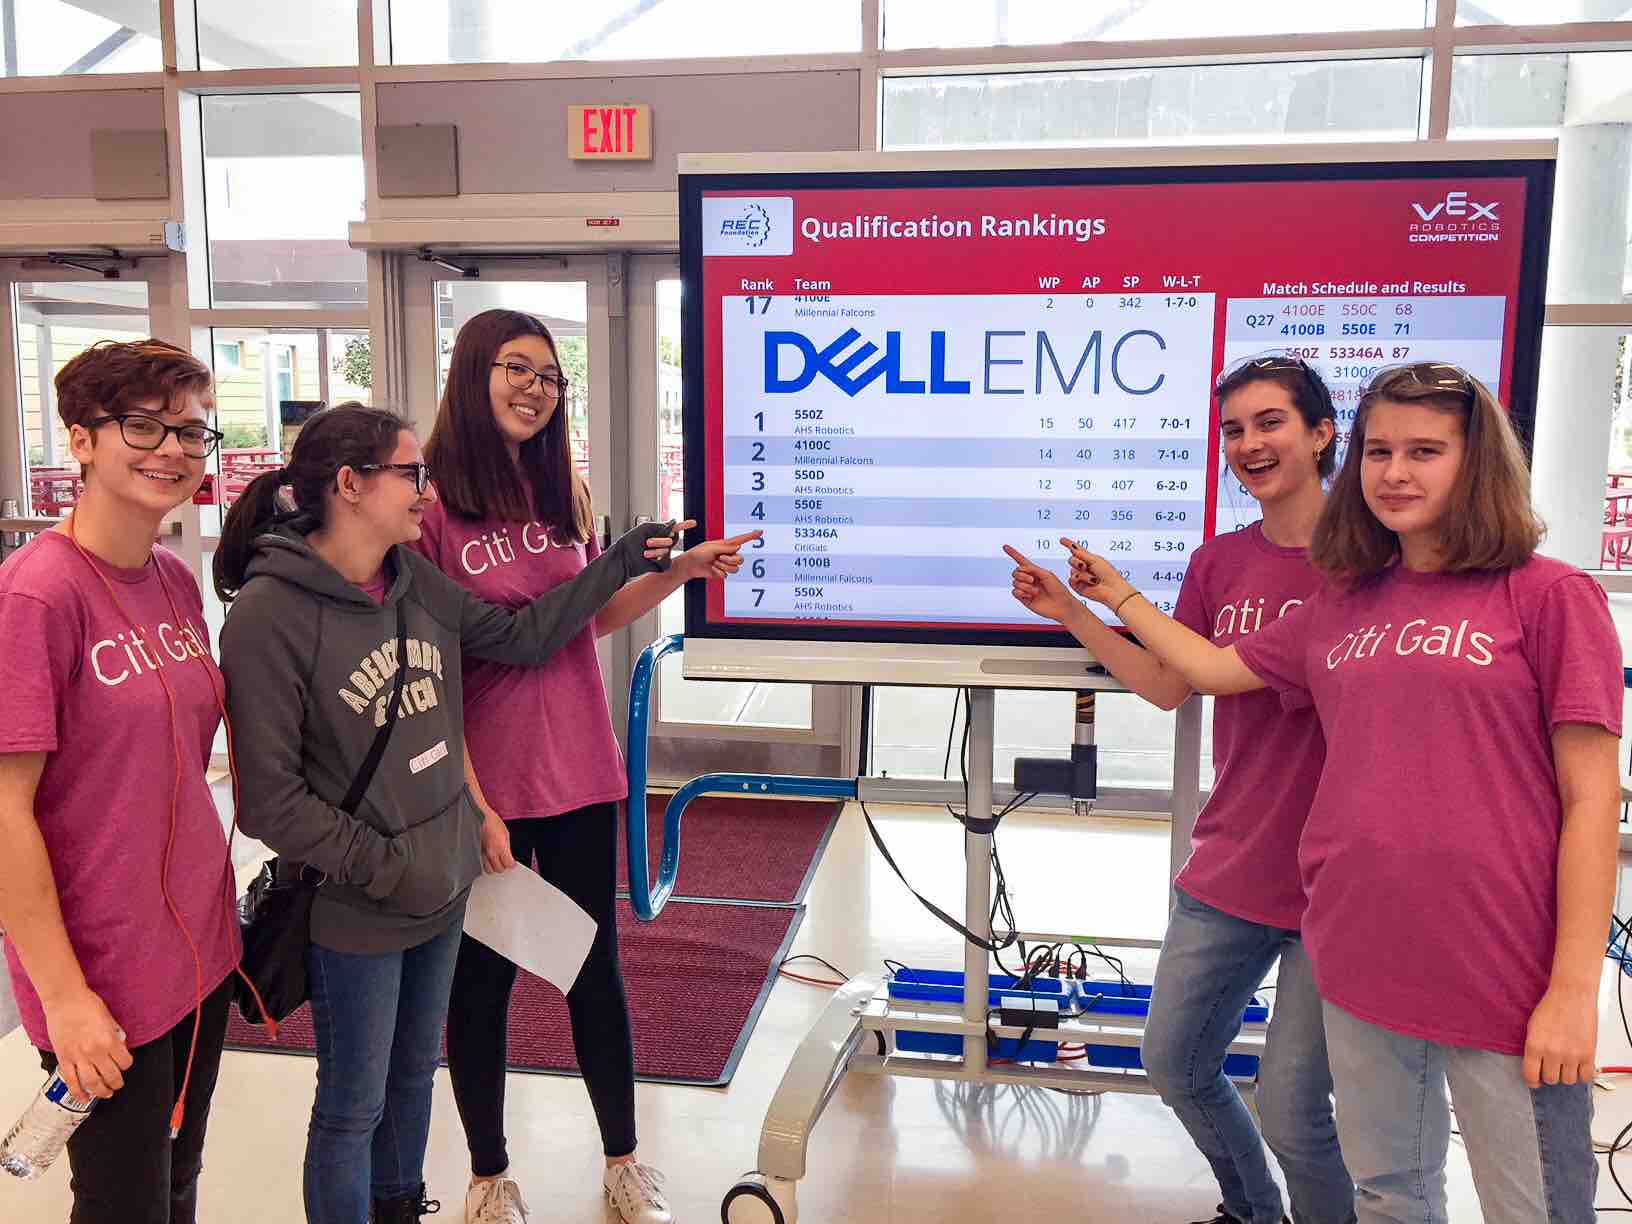 EXIT
REC
Foundation
Qualification Rankings
VEX
ROBOTICS
COMPETITION
Rank Team WP AP SP W-L-T
17 4100E 2 0 342 1-7-0
Millennial Falcons
DELL EMC
1 550Z 15 50 417 7-0-1
AHS Robotics
2 4100C 14 40 318 7-1-0
Millennial Falcons
3 550D 12 50 407 6-2-0
AHS Robotics
4 550E 12 20 356 6-2-0
AHS Robotics
5 53346A 10 40 242 5-3-0
CitiGals
6 4100B 4-4-0
Millennial Falcons
7 550X
AHS Robotics
Match Schedule and Results
Q27 4100E 550C 68
4100B 550E 71
550Z 53346A 87
3100C
Citi Gals
ABERCROMBIE
FITCH
Citi Gals
Citi Gals
Citi G
Citi Gals